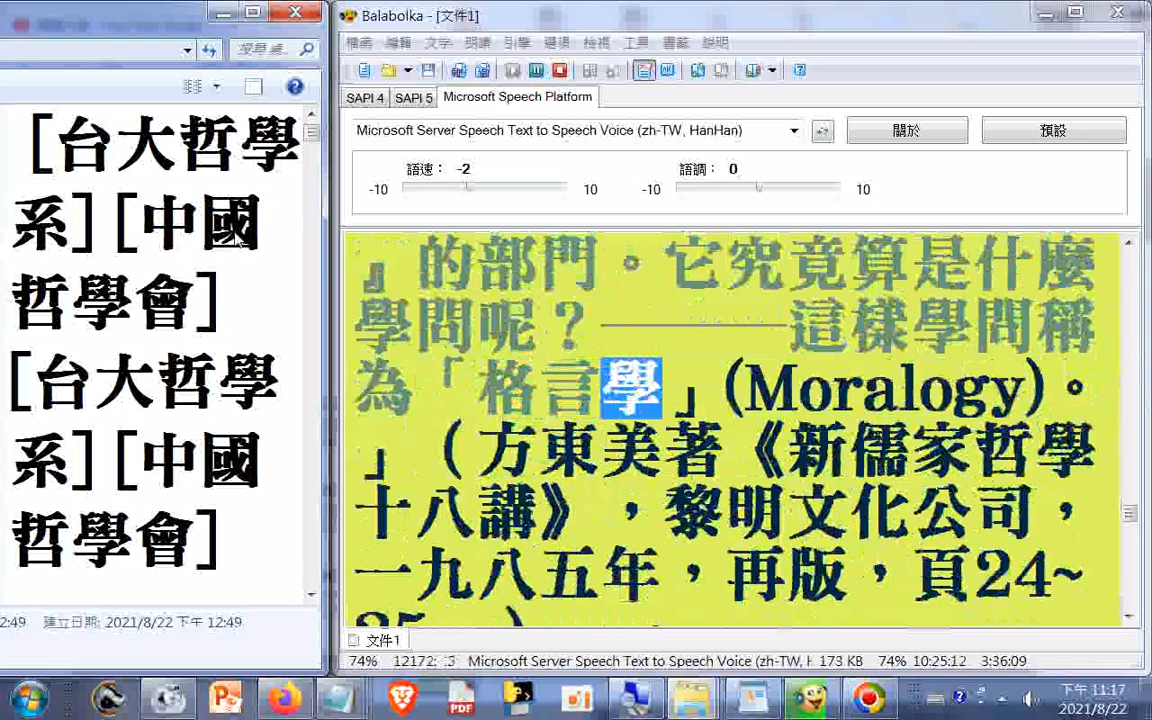 Balabolka - [文件1]
檔案 編輯 文字 朗讀 引擎 選項 檢視 工具 書籤 說明
SAPI 4 SAPI 5 Microsoft Speech Platform
Microsoft Server Speech Text to Speech Voice (zh-TW, HanHan)
關於
預設
語速： -2
語調： 0
-10 10 -10 10
[台大哲學
系][中國
哲學會]
[台大哲學
系][中國
哲學會]
:49 建立日期: 2021/8/22 下午 12:49
』的部門。它究竟算是什麼
學問呢？———這樣學問稱
為「格言學」(Moralogy)。
」（方東美著《新儒家哲學
十八講》，黎明文化公司，
一九八五年，再版，頁24~
文件1
74% Microsoft Server Speech Text to Speech Voice (zh-TW, 173 KB 74% 10:25:12 3:36:09
下午 11:17
2021/8/22